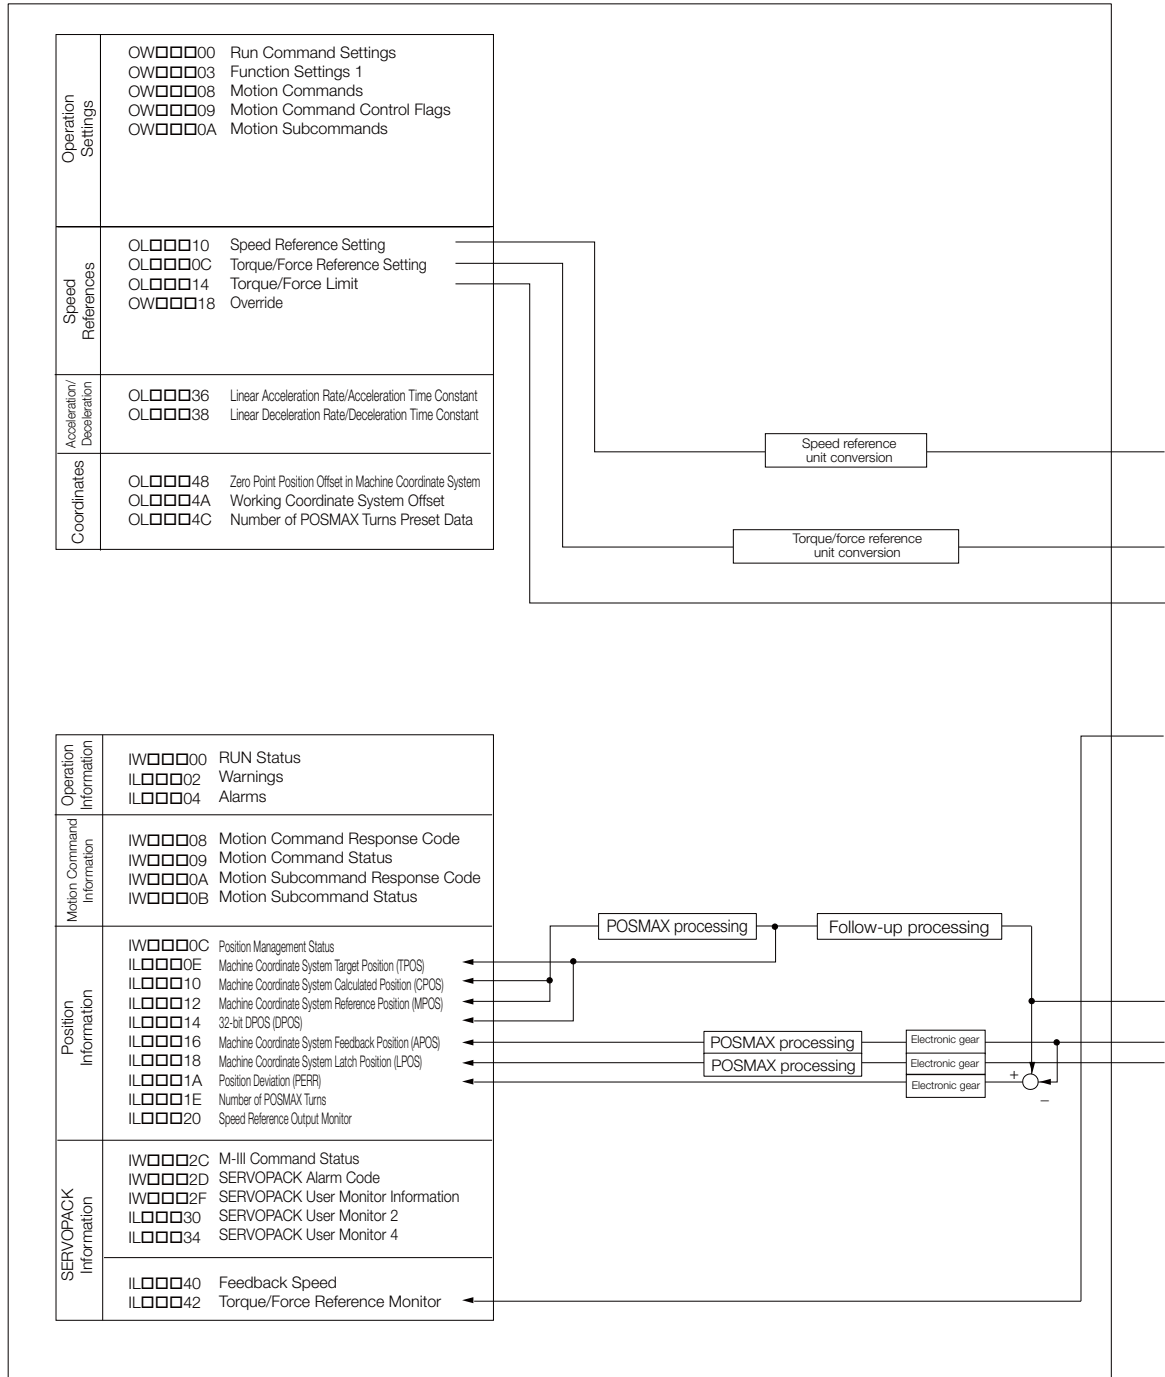 Operation
Settings
OW□□□00 Run Command Settings
OW□□□03 Function Settings 1
OW□□□08 Motion Commands
OW□□□09 Motion Command Control Flags
OW□□□0A Motion Subcommands
Speed
References
OL□□□10 Speed Reference Setting
OL□□□0C Torque/Force Reference Setting
OL□□□14 Torque/Force Limit
OW□□□18 Override
Acceleration/
Deceleration
OL□□□36 Linear Acceleration Rate/Acceleration Time Constant
OL□□□38 Linear Deceleration Rate/Deceleration Time Constant
Coordinates
OL□□□48 Zero Point Position Offset in Machine Coordinate System
OL□□□4A Working Coordinate System Offset
OL□□□4C Number of POSMAX Turns Preset Data
Speed reference
unit conversion
Torque/force reference
unit conversion
Operation
Information
IW□□□00 RUN Status
IL□□□02 Warnings
IL□□□04 Alarms
Motion Command
Information
IW□□□08 Motion Command Response Code
IW□□□09 Motion Command Status
IW□□□0A Motion Subcommand Response Code
IW□□□0B Motion Subcommand Status
Position
Information
IW□□□0C Position Management Status
IL□□□0E Machine Coordinate System Target Position (TPOS)
IL□□□10 Machine Coordinate System Calculated Position (CPOS)
IL□□□12 Machine Coordinate System Reference Position (MPOS)
IL□□□14 32-bit DPOS (DPOS)
IL□□□16 Machine Coordinate System Feedback Position (APOS)
IL□□□18 Machine Coordinate System Latch Position (LPOS)
IL□□□1A Position Deviation (PERR)
IL□□□1E Number of POSMAX Turns
IL□□□20 Speed Reference Output Monitor
POSMAX processing
Follow-up processing
POSMAX processing
Electronic gear
POSMAX processing
Electronic gear
Electronic gear
+
−
SERVOPACK
Information
IW□□□2C M-III Command Status
IW□□□2D SERVOPACK Alarm Code
IW□□□2F SERVOPACK User Monitor Information
IL□□□30 SERVOPACK User Monitor 2
IL□□□34 SERVOPACK User Monitor 4
IL□□□40 Feedback Speed
IL□□□42 Torque/Force Reference Monitor